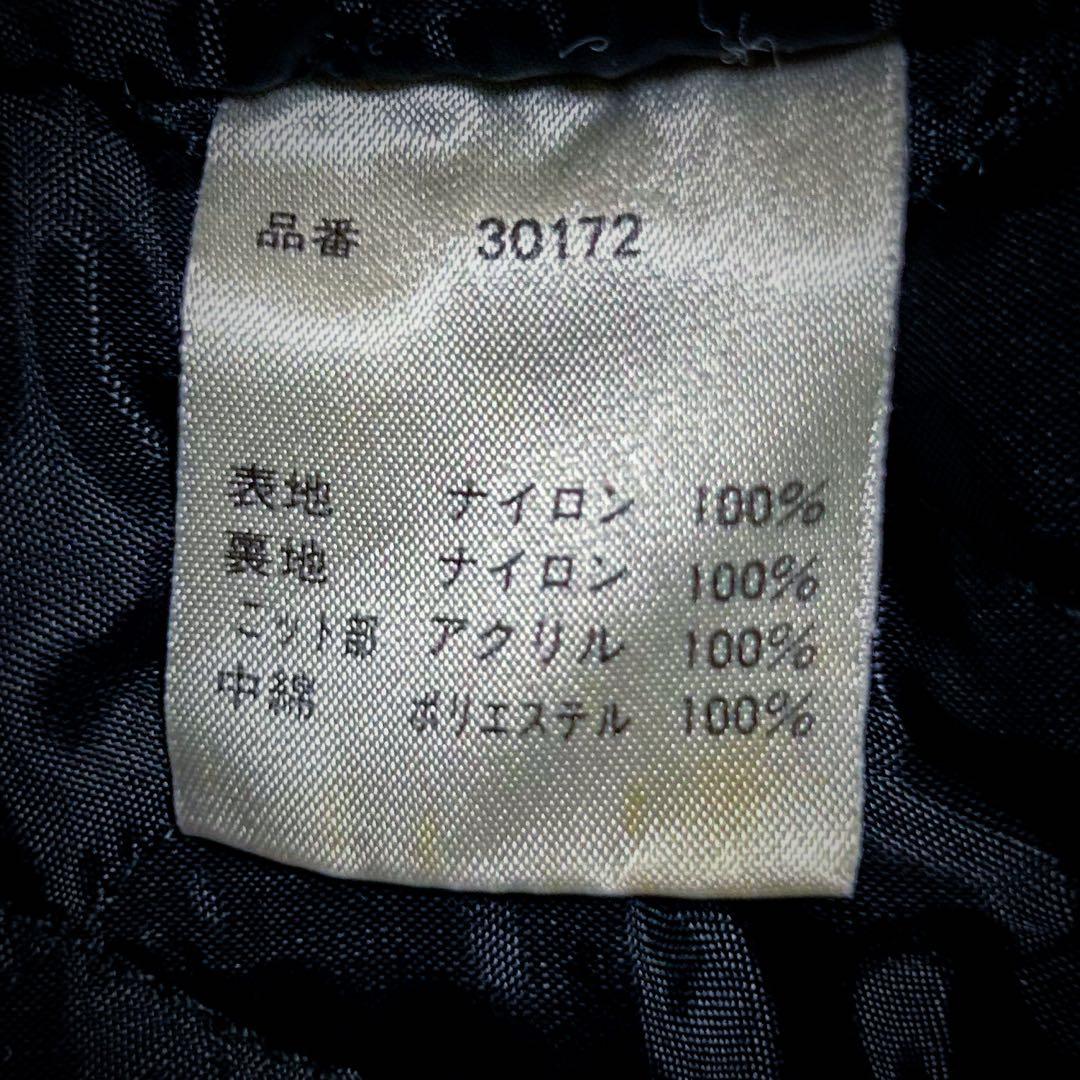 品番 30172
表地 ナイロン 100%
裏地 ナイロン 100%
ニット部 アクリル 100%
中綿 ポリエステル 100%